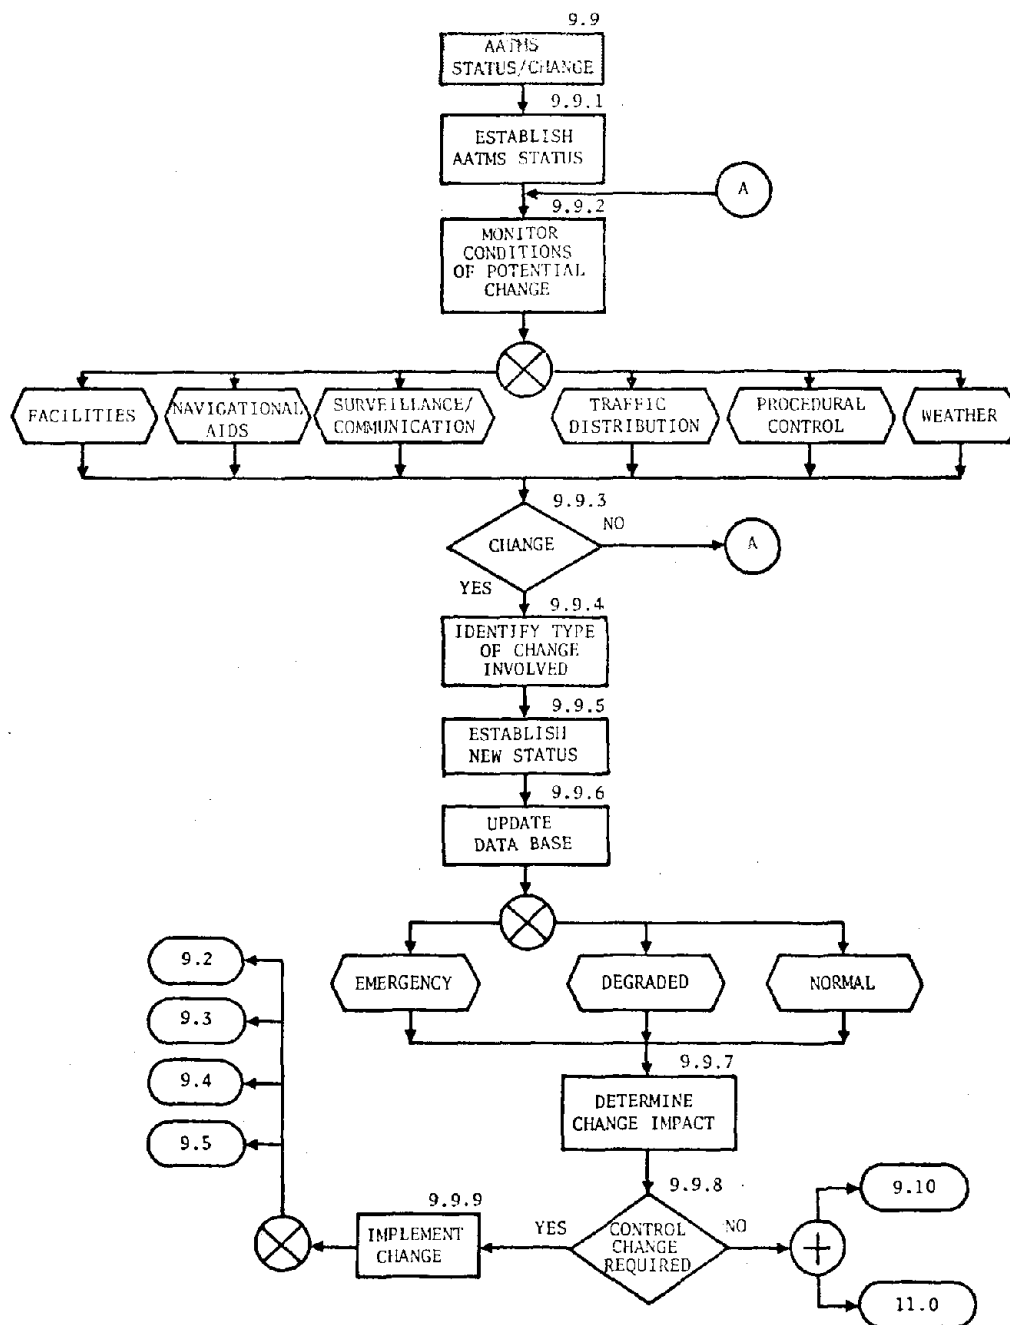 9.9
AATMS
STATUS/CHANGE
9.9.1
ESTABLISH
AATMS STATUS
A
9.9.2
MONITOR
CONDITIONS
OF POTENTIAL
CHANGE
FACILITIES
NAVIGATIONAL
AIDS
SURVEILLANCE/
COMMUNICATION
TRAFFIC
DISTRIBUTION
PROCEDURAL
CONTROL
WEATHER
9.9.3
CHANGE
NO
A
YES
9.9.4
IDENTIFY TYPE
OF CHANGE
INVOLVED
9.9.5
ESTABLISH
NEW STATUS
9.9.6
UPDATE
DATA BASE
EMERGENCY
DEGRADED
NORMAL
9.2
9.3
9.4
9.5
9.9.7
DETERMINE
CHANGE IMPACT
9.9.8
CONTROL
CHANGE
REQUIRED
YES
NO
9.9.9
IMPLEMENT
CHANGE
9.10
11.0